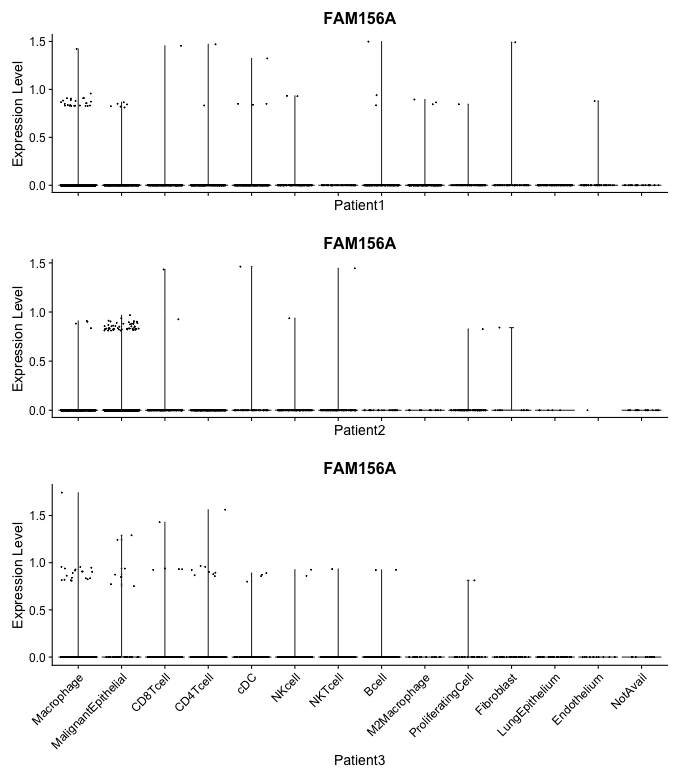 FAM156A
Expression Level
1.5
1.0
0.5
0.0
Patient1
FAM156A
Expression Level
1.5
1.0
0.5
0.0
Patient2
FAM156A
Expression Level
1.5
1.0
0.5
0.0
Macrophage
MalignantEpithelial
CD8Tcell
CD4Tcell
cDC
NKcell
NKTcell
Bcell
M2Macrophage
ProliferatingCell
Fibroblast
LungEpithelium
Endothelium
NotAvail
Patient3